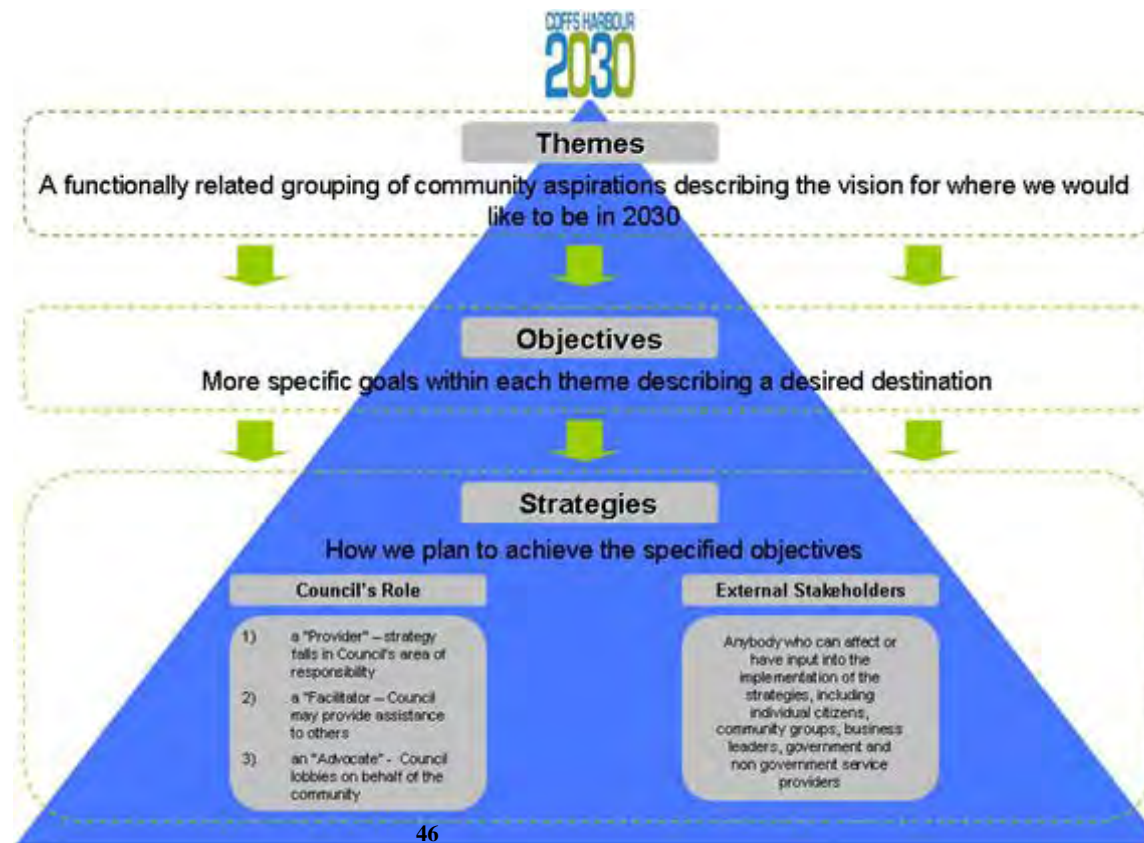 COFFS HARBOUR
2030
Themes
A functionally related grouping of community aspirations describing the vision for where we would
like to be in 2030
Objectives
More specific goals within each theme describing a desired destination
Strategies
How we plan to achieve the specified objectives
Council's Role
1) a "Provider" – strategy
falls in Council's area of
responsibility
2) a "Facilitator – Council
may provide assistance
to others
3) an "Advocate" - Council
lobbies on behalf of the
community
External Stakeholders
Anybody who can affect or
have input into the
implementation of the
strategies, including
individual citizens,
community groups, business
leaders, government and
non government service
providers
46